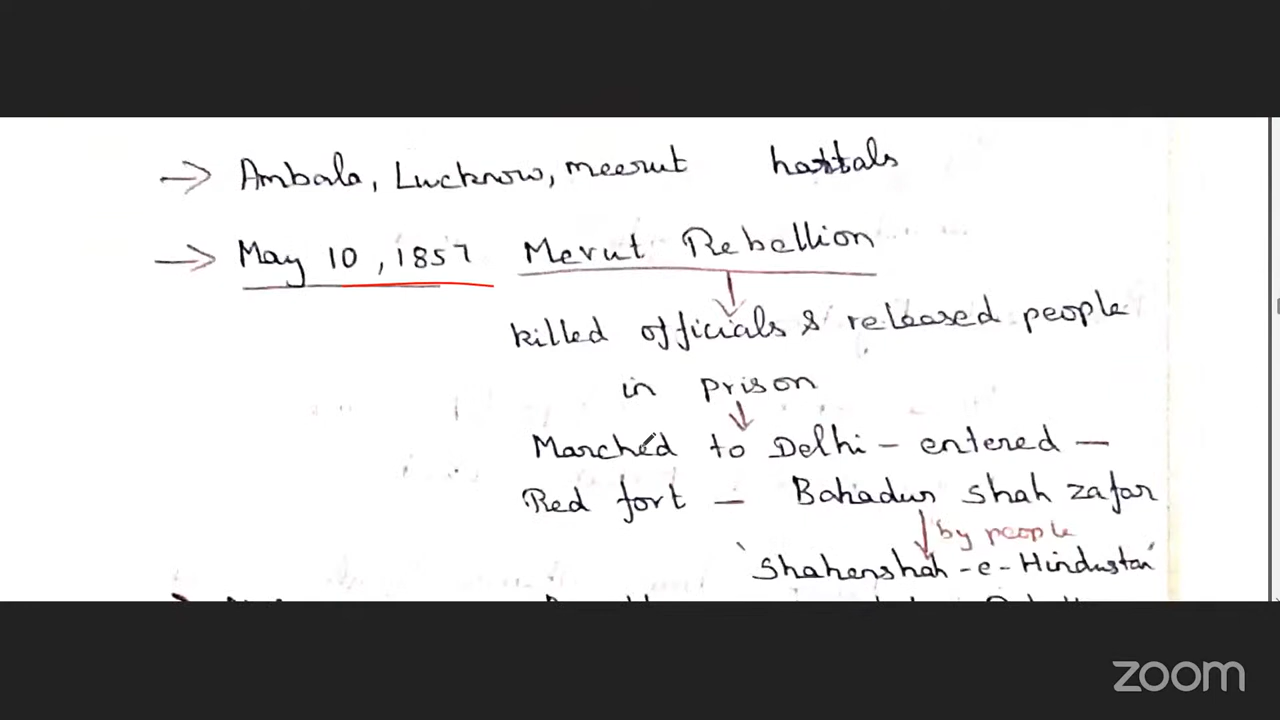 → Ambala, Lucknow, meerut hartals
→ May 10, 1857 Merut Rebellion
killed officials & released people
in prison
Marched to Delhi - entered -
Red fort - Bahadur shah zafar
by people
'Shahenshah-e-Hindustan'
zoom